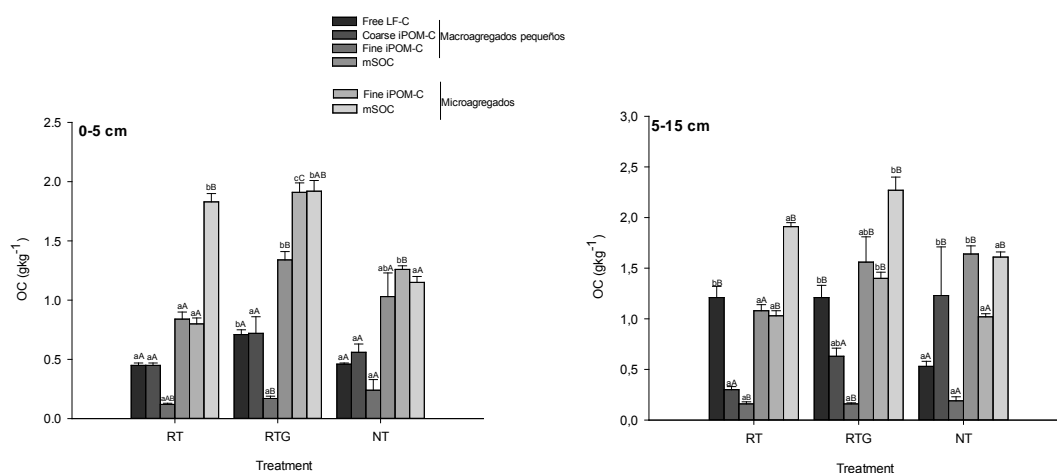 Free LF-C
Coarse iPOM-C
Fine iPOM-C
mSOC
Macroagregados pequeños
Fine iPOM-C
mSOC
Microagregados
0-5 cm
OC (gkg-1)
2.5
2.0
1.5
1.0
0.5
0.0
aA aA aAB aA aA bB
bA aA aB bB cC bAB
aA aA aA abA bB aA
RT RTG NT
Treatment
5-15 cm
OC (gkg-1)
3,0
2,5
2,0
1,5
1,0
0,5
0,0
bB aA aB aA aB aB
bB abA aB abB bB bB
aB bB aA bB aA aB
RT RTG NT
Treatment